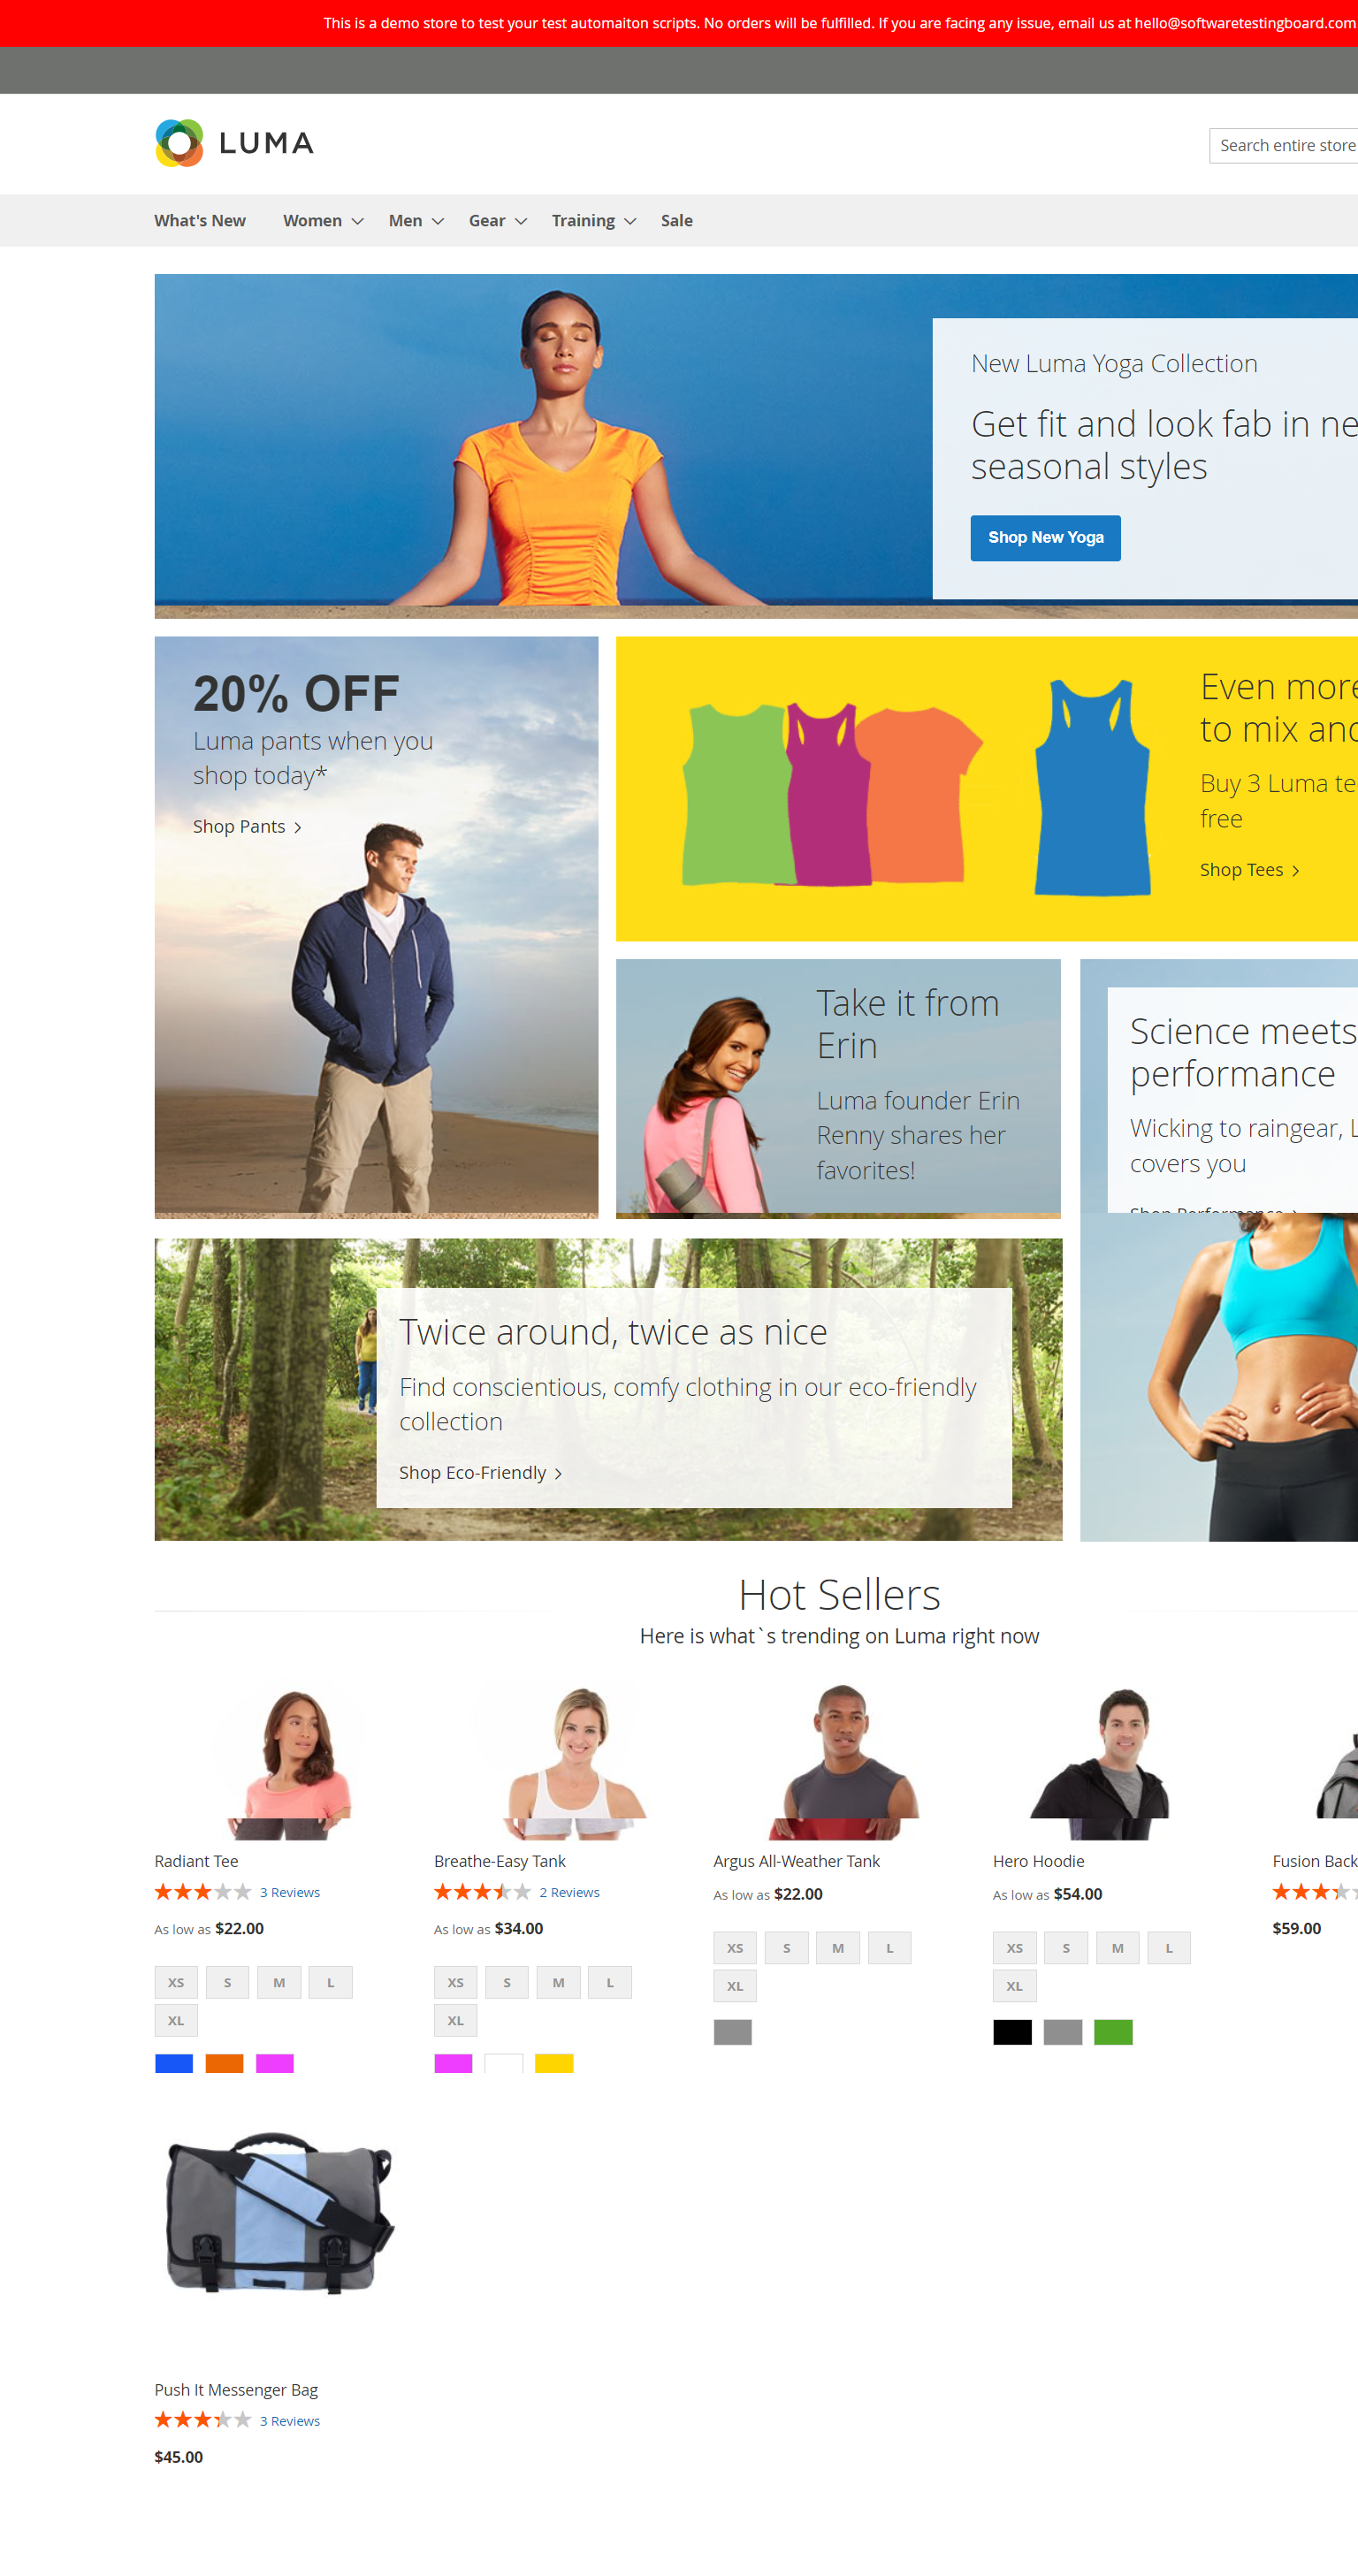 This is a demo store to test your test automaiton scripts. No orders will be fulfilled. If you are facing any issue, email us at hello@softwaretestingboard.com
LUMA
Search entire store
What's New Women Men Gear Training Sale
New Luma Yoga Collection
Get fit and look fab in ne
seasonal styles
Shop New Yoga
20% OFF
Luma pants when you
shop today*
Shop Pants
Even more
to mix and
Buy 3 Luma te
free
Shop Tees
Take it from
Erin
Luma founder Erin
Renny shares her
favorites!
Science meets
performance
Wicking to raingear, L
covers you
Shop Performance
Twice around, twice as nice
Find conscientious, comfy clothing in our eco-friendly
collection
Shop Eco-Friendly
Hot Sellers
Here is what`s trending on Luma right now
Radiant Tee
3 Reviews
As low as $22.00
XS S M L
XL
Breathe-Easy Tank
2 Reviews
As low as $34.00
XS S M L
XL
Argus All-Weather Tank
As low as $22.00
XS S M L
XL
Hero Hoodie
As low as $54.00
XS S M L
XL
Fusion Back
$59.00
Push It Messenger Bag
3 Reviews
$45.00